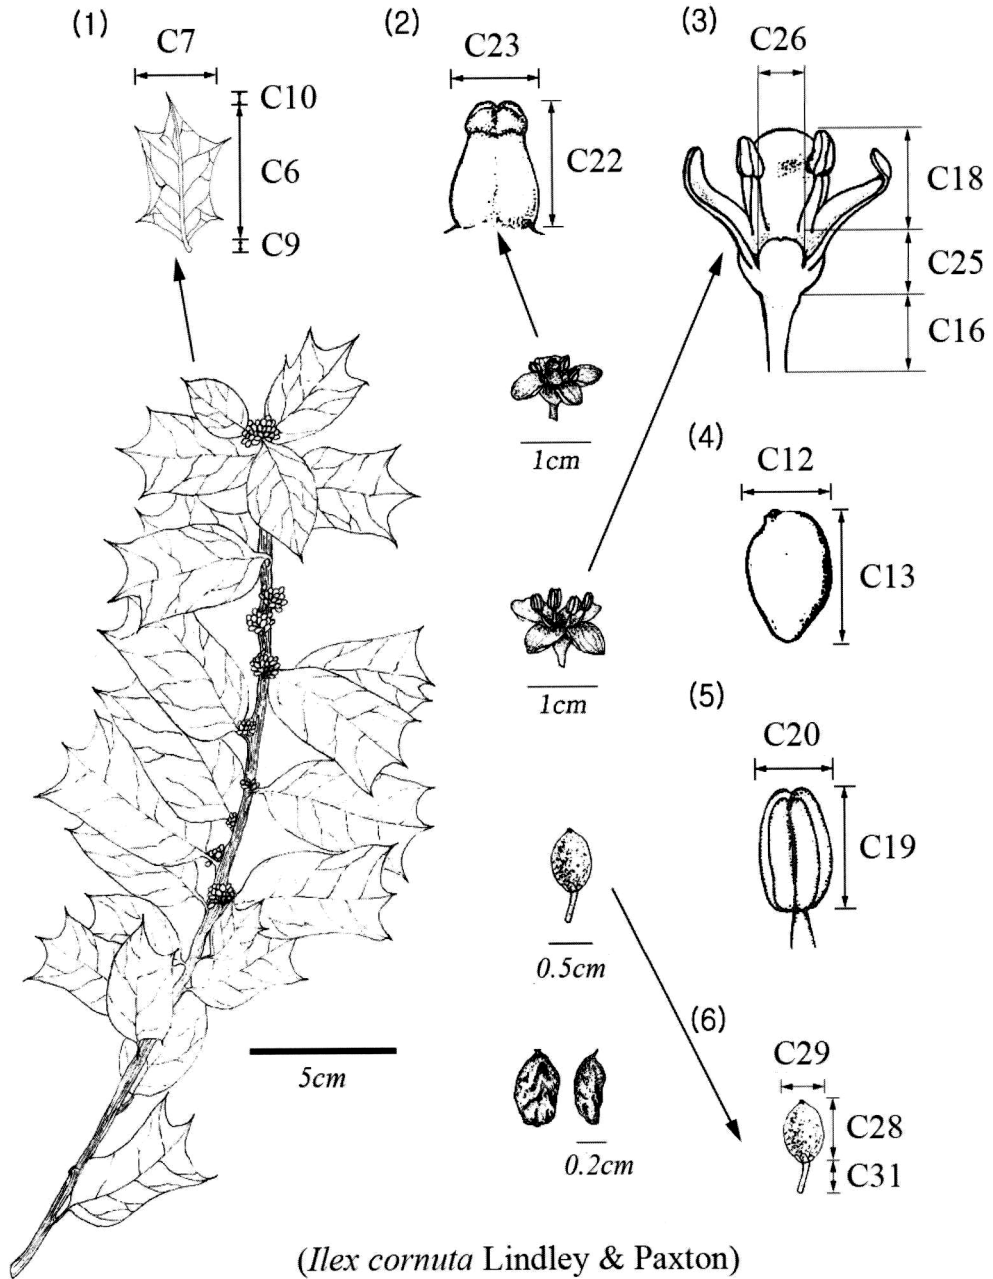 (1)
C7
C10
C6
C9
(2)
C23
C22
(3)
C26
C18
C25
C16
1cm
(4)
C12
C13
1cm
(5)
C20
C19
0.5cm
(6)
C29
C28
C31
5cm
0.2cm
(Ilex cornuta Lindley & Paxton)